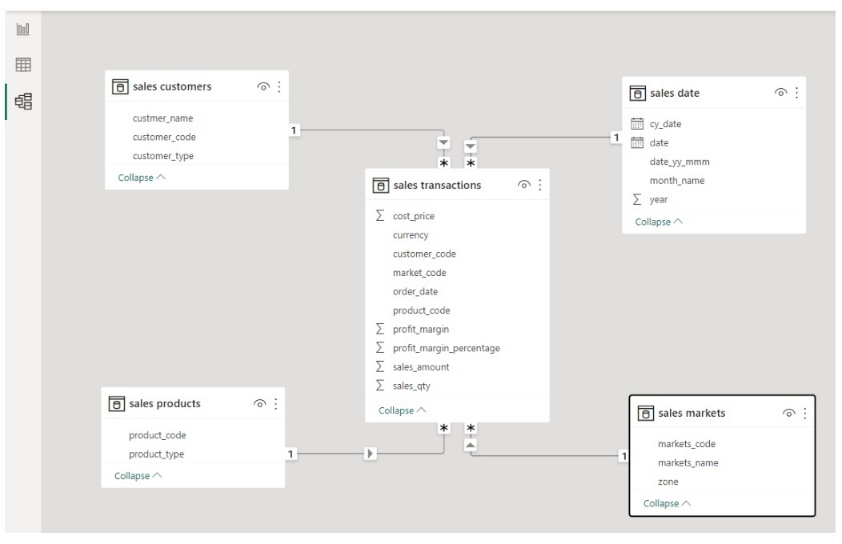 sales customers
custmer_name
customer_code
customer_type
Collapse
1
*
sales date
cy_date
date
date_yy_mmm
month_name
Σ year
Collapse
1
*
sales transactions
Σ cost_price
currency
customer_code
market_code
order_date
product_code
Σ profit_margin
Σ profit_margin_percentage
Σ sales_amount
Σ sales_qty
Collapse
sales products
product_code
product_type
Collapse
1
*
sales markets
markets_code
markets_name
zone
Collapse
1
*